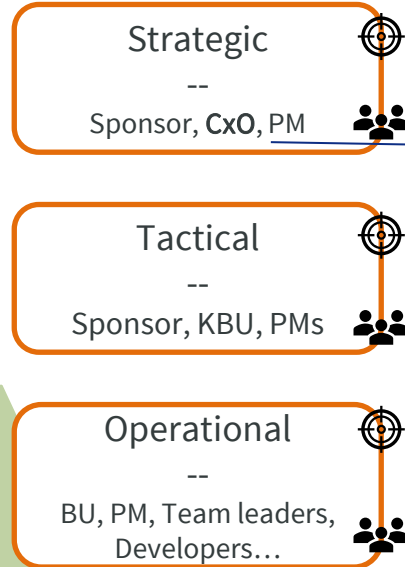 Strategic
--
Sponsor, CxO, PM
Tactical
--
Sponsor, KBU, PMs
Operational
--
BU, PM, Team leaders,
Developers…